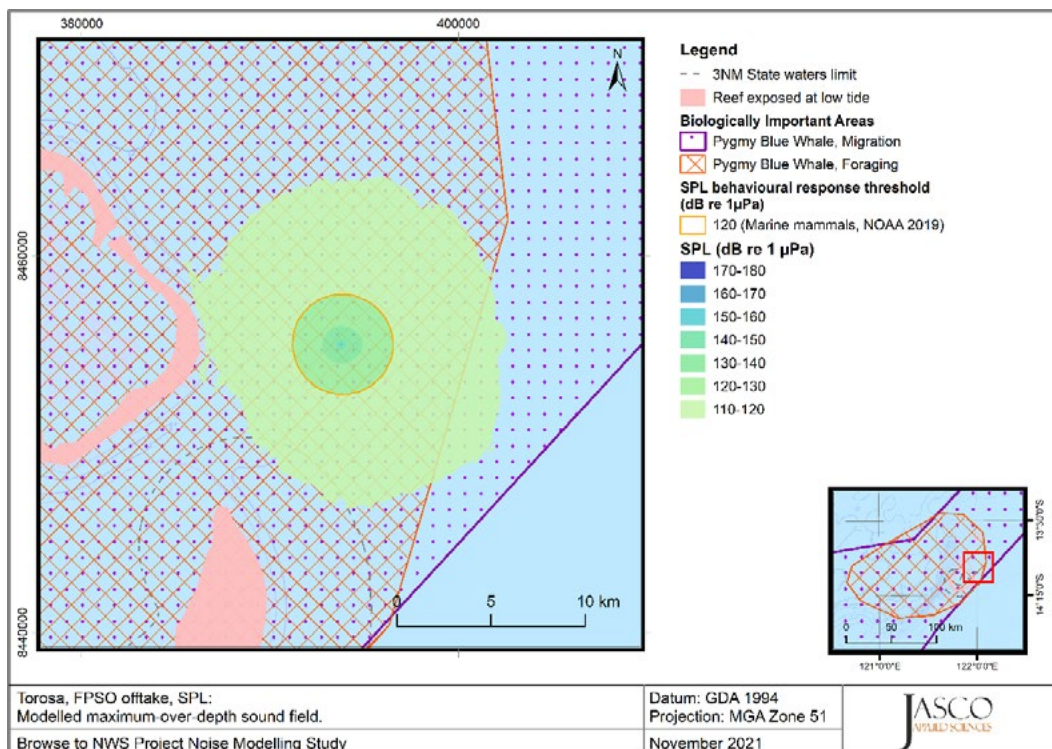 380000
400000
8460000
8440000
N
0
5
10 km
Legend
3NM State waters limit
Reef exposed at low tide
Biologically Important Areas
Pygmy Blue Whale, Migration
Pygmy Blue Whale, Foraging
SPL behavioural response threshold
(dB re 1µPa)
120 (Marine mammals, NOAA 2019)
SPL (dB re 1 µPa)
170-180
160-170
150-160
140-150
130-140
120-130
110-120
13°30'0"S
14°15'0"S
0 50 100 km
121°0'0"E
122°0'0"E
Torosa, FPSO offtake, SPL:
Modelled maximum-over-depth sound field.
Browse to NWS Project Noise Modelling Study
Datum: GDA 1994
Projection: MGA Zone 51
November 2021
JASCO
APPLIED SCIENCES